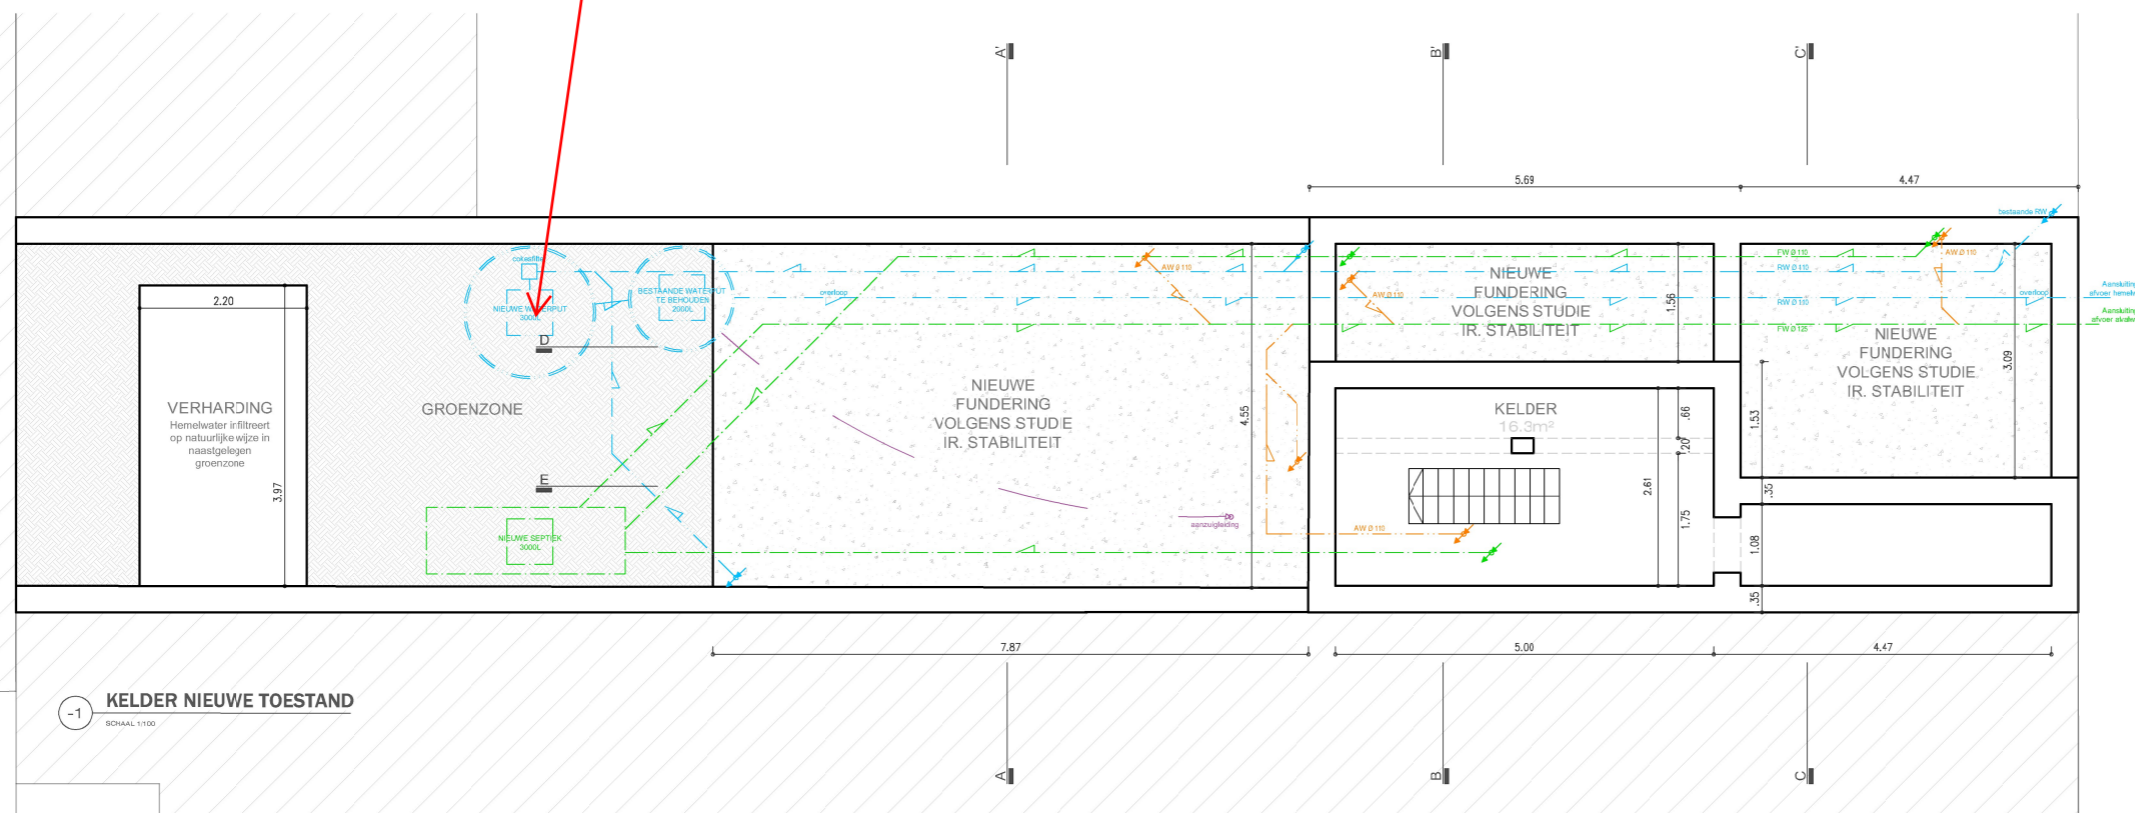 A'
B'
C'
5.69
4.47
bestaande RW
cokesfilter
2.20
NIEUWE WATERPUT
3000L
BESTAANDE WATERPUT
TE BEHOUDEN
2000L
overloop
AW Ø 110
AW Ø 110
NIEUWE
FUNDERING
VOLGENS STUDIE
IR. STABILITEIT
1.56
FW Ø 110
RW Ø 110
RW Ø 110
FW Ø 125
AW Ø 110
overloop
Aansluiting
Aansluiting
D
VERHARDING
Hemelwater infiltreert
op natuurlijke wijze in
naastgelegen
groenzone
3.97
GROENZONE
NIEUWE
FUNDERING
VOLGENS STUDIE
IR. STABILITEIT
4.55
KELDER
16.3m²
.66
.20
2.61
1.75
1.53
NIEUWE
FUNDERING
VOLGENS STUDIE
IR. STABILITEIT
3.09
.35
1.08
.35
E
NIEUWE SEPTIEK
3000L
aanzuigleiding
AW Ø 110
7.87
5.00
4.47
-1
KELDER NIEUWE TOESTAND
SCHAAL 1/100
A
B
C